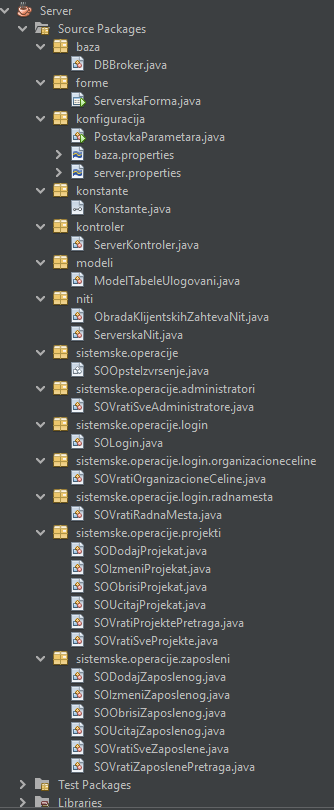 Server
Source Packages
baza
DBBroker.java
forme
ServerskaForma.java
konfiguracija
PostavkaParametara.java
baza.properties
server.properties
konstante
Konstante.java
kontroler
ServerKontroler.java
modeli
ModelTabeleUlogovani.java
niti
ObradaKlijentskihZahtevaNit.java
ServerskaNit.java
sistemske.operacije
SOOpsteIzvrsenje.java
sistemske.operacije.administratori
SOVratiSveAdministratore.java
sistemske.operacije.login
SOLogin.java
sistemske.operacije.login.organizacioneceline
SOVratiOrganizacioneCeline.java
sistemske.operacije.login.radnamesta
SOVratiRadnaMesta.java
sistemske.operacije.projekti
SODodajProjekat.java
SOIzmeniProjekat.java
SOObrisiProjekat.java
SOUcitajProjekat.java
SOVratiProjektePretraga.java
SOVratiSveProjekte.java
sistemske.operacije.zaposleni
SODodajZaposlenog.java
SOIzmeniZaposlenog.java
SOObrisiZaposlenog.java
SOUcitajZaposlenog.java
SOVratiSveZaposlene.java
SOVratiZaposlenePretraga.java
Test Packages
Libraries